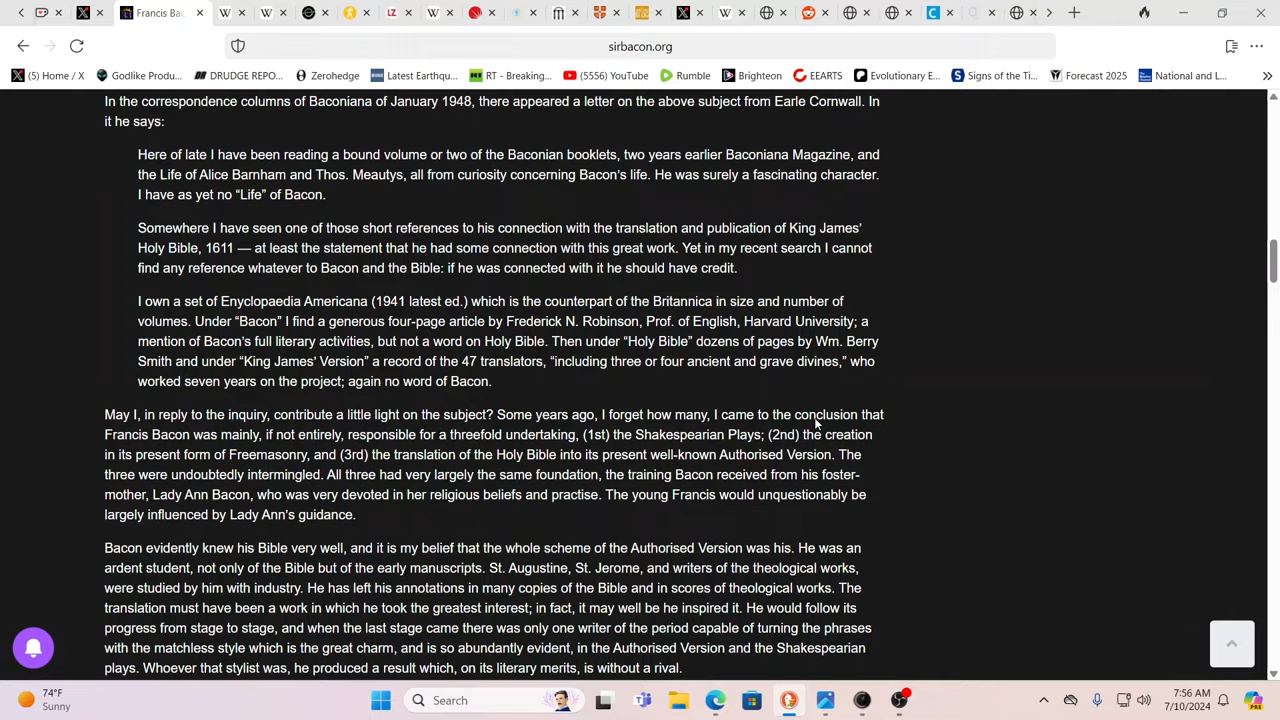 Francis Bac
sirbacon.org
(5) Home / X
Godlike Produ...
DRUDGE REPO...
Zerohedge
Latest Earthqu...
RT - Breaking...
(5556) YouTube
Rumble
Brighteon
EEARTS
Evolutionary E...
Signs of the Ti...
Forecast 2025
National and L...
In the correspondence columns of Baconiana of January 1948, there appeared a letter on the above subject from Earle Cornwall. In
it he says:
Here of late I have been reading a bound volume or two of the Baconian booklets, two years earlier Baconiana Magazine, and
the Life of Alice Barnham and Thos. Meautys, all from curiosity concerning Bacon's life. He was surely a fascinating character.
I have as yet no “Life” of Bacon.
Somewhere I have seen one of those short references to his connection with the translation and publication of King James'
Holy Bible, 1611 — at least the statement that he had some connection with this great work. Yet in my recent search I cannot
find any reference whatever to Bacon and the Bible: if he was connected with it he should have credit.
I own a set of Enyclopaedia Americana (1941 latest ed.) which is the counterpart of the Britannica in size and number of
volumes. Under “Bacon” I find a generous four-page article by Frederick N. Robinson, Prof. of English, Harvard University; a
mention of Bacon's full literary activities, but not a word on Holy Bible. Then under “Holy Bible” dozens of pages by Wm. Berry
Smith and under “King James' Version” a record of the 47 translators, “including three or four ancient and grave divines,” who
worked seven years on the project; again no word of Bacon.
May I, in reply to the inquiry, contribute a little light on the subject? Some years ago, I forget how many, I came to the conclusion that
Francis Bacon was mainly, if not entirely, responsible for a threefold undertaking, (1st) the Shakespearian Plays; (2nd) the creation
in its present form of Freemasonry, and (3rd) the translation of the Holy Bible into its present well-known Authorised Version. The
three were undoubtedly intermingled. All three had very largely the same foundation, the training Bacon received from his foster-
mother, Lady Ann Bacon, who was very devoted in her religious beliefs and practise. The young Francis would unquestionably be
largely influenced by Lady Ann's guidance.
Bacon evidently knew his Bible very well, and it is my belief that the whole scheme of the Authorised Version was his. He was an
ardent student, not only of the Bible but of the early manuscripts. St. Augustine, St. Jerome, and writers of the theological works,
were studied by him with industry. He has left his annotations in many copies of the Bible and in scores of theological works. The
translation must have been a work in which he took the greatest interest; in fact, it may well be he inspired it. He would follow its
progress from stage to stage, and when the last stage came there was only one writer of the period capable of turning the phrases
with the matchless style which is the great charm, and is so abundantly evident, in the Authorised Version and the Shakespearian
plays. Whoever that stylist was, he produced a result which, on its literary merits, is without a rival.
74°F
Sunny
Search
7:56 AM
7/10/2024